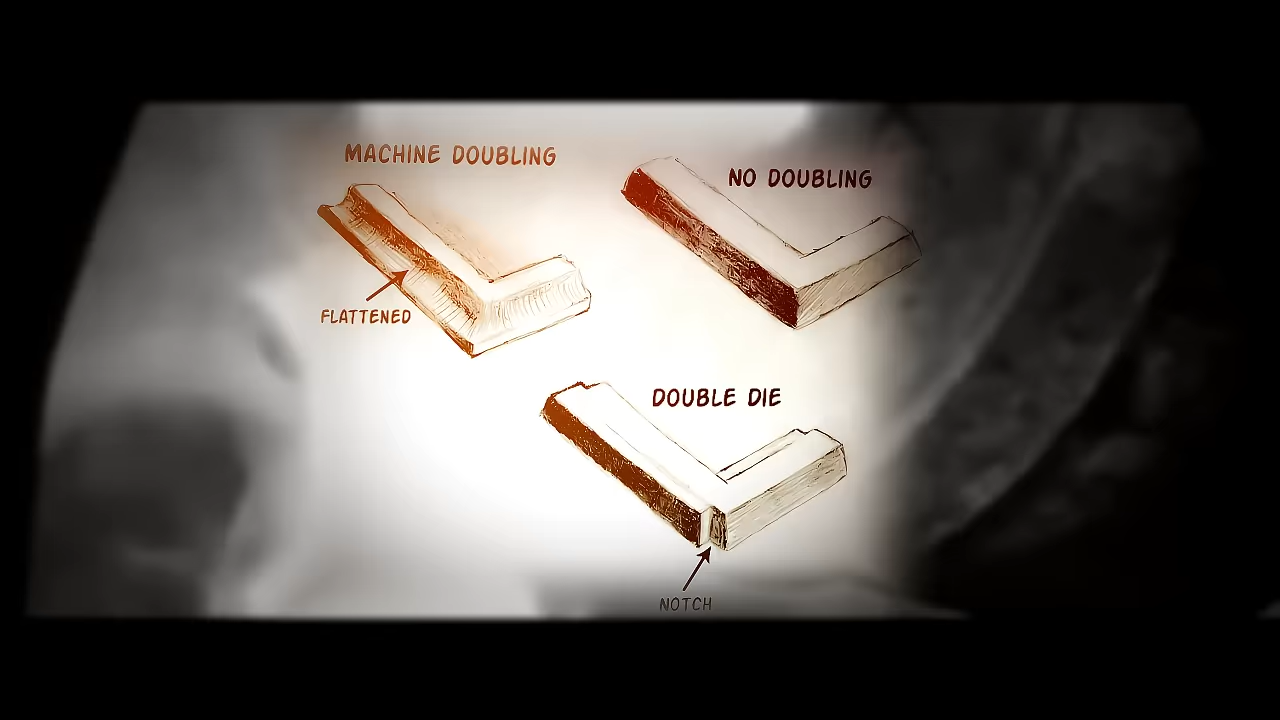 MACHINE DOUBLING
NO DOUBLING
FLATTENED
DOUBLE DIE
NOTCH